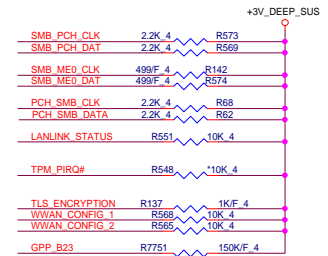 +3V_DEEP_SUS
SMB_PCH_CLK 2.2K_4 R573
SMB_PCH_DAT 2.2K_4 R569
SMB_ME0_CLK 499/F_4 R142
SMB_ME0_DAT 499/F_4 R574
PCH_SMB_CLK 2.2K_4 R68
PCH_SMB_DATA 2.2K_4 R62
LANLINK_STATUS R551 10K_4
TPM_PIRQ# R548 *10K_4
TLS_ENCRYPTION R137 1K/F_4
WWAN_CONFIG_1 R568 10K_4
WWAN_CONFIG_2 R565 10K_4
GPP_B23 R7751 150K/F_4